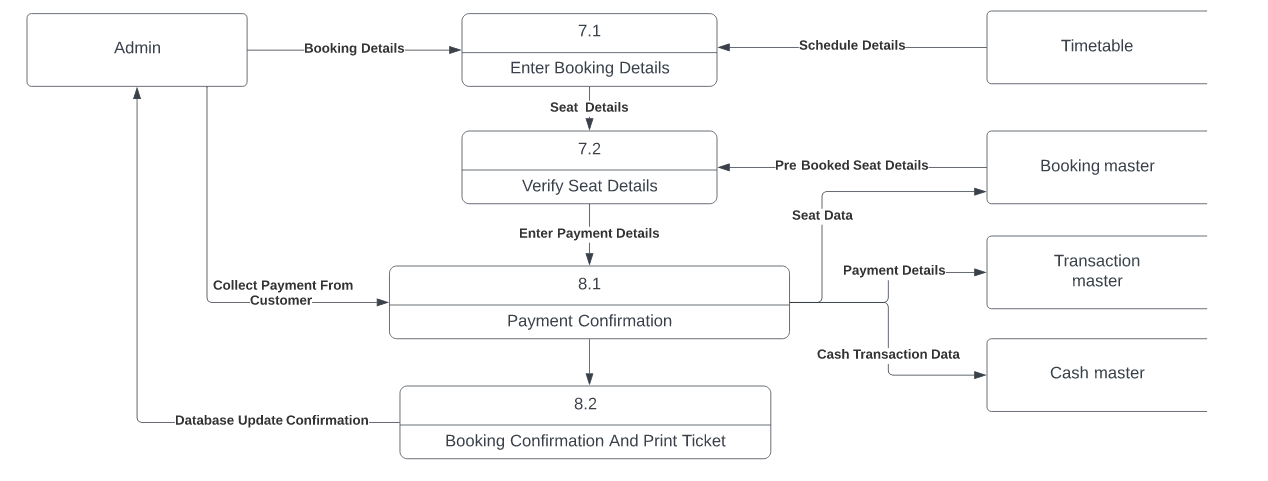 Admin
Booking Details
7.1
Enter Booking Details
Schedule Details
Timetable
Seat Details
7.2
Verify Seat Details
Pre Booked Seat Details
Booking master
Seat Data
Enter Payment Details
Collect Payment From
Customer
8.1
Payment Confirmation
Payment Details
Transaction
master
Cash Transaction Data
Cash master
8.2
Booking Confirmation And Print Ticket
Database Update Confirmation